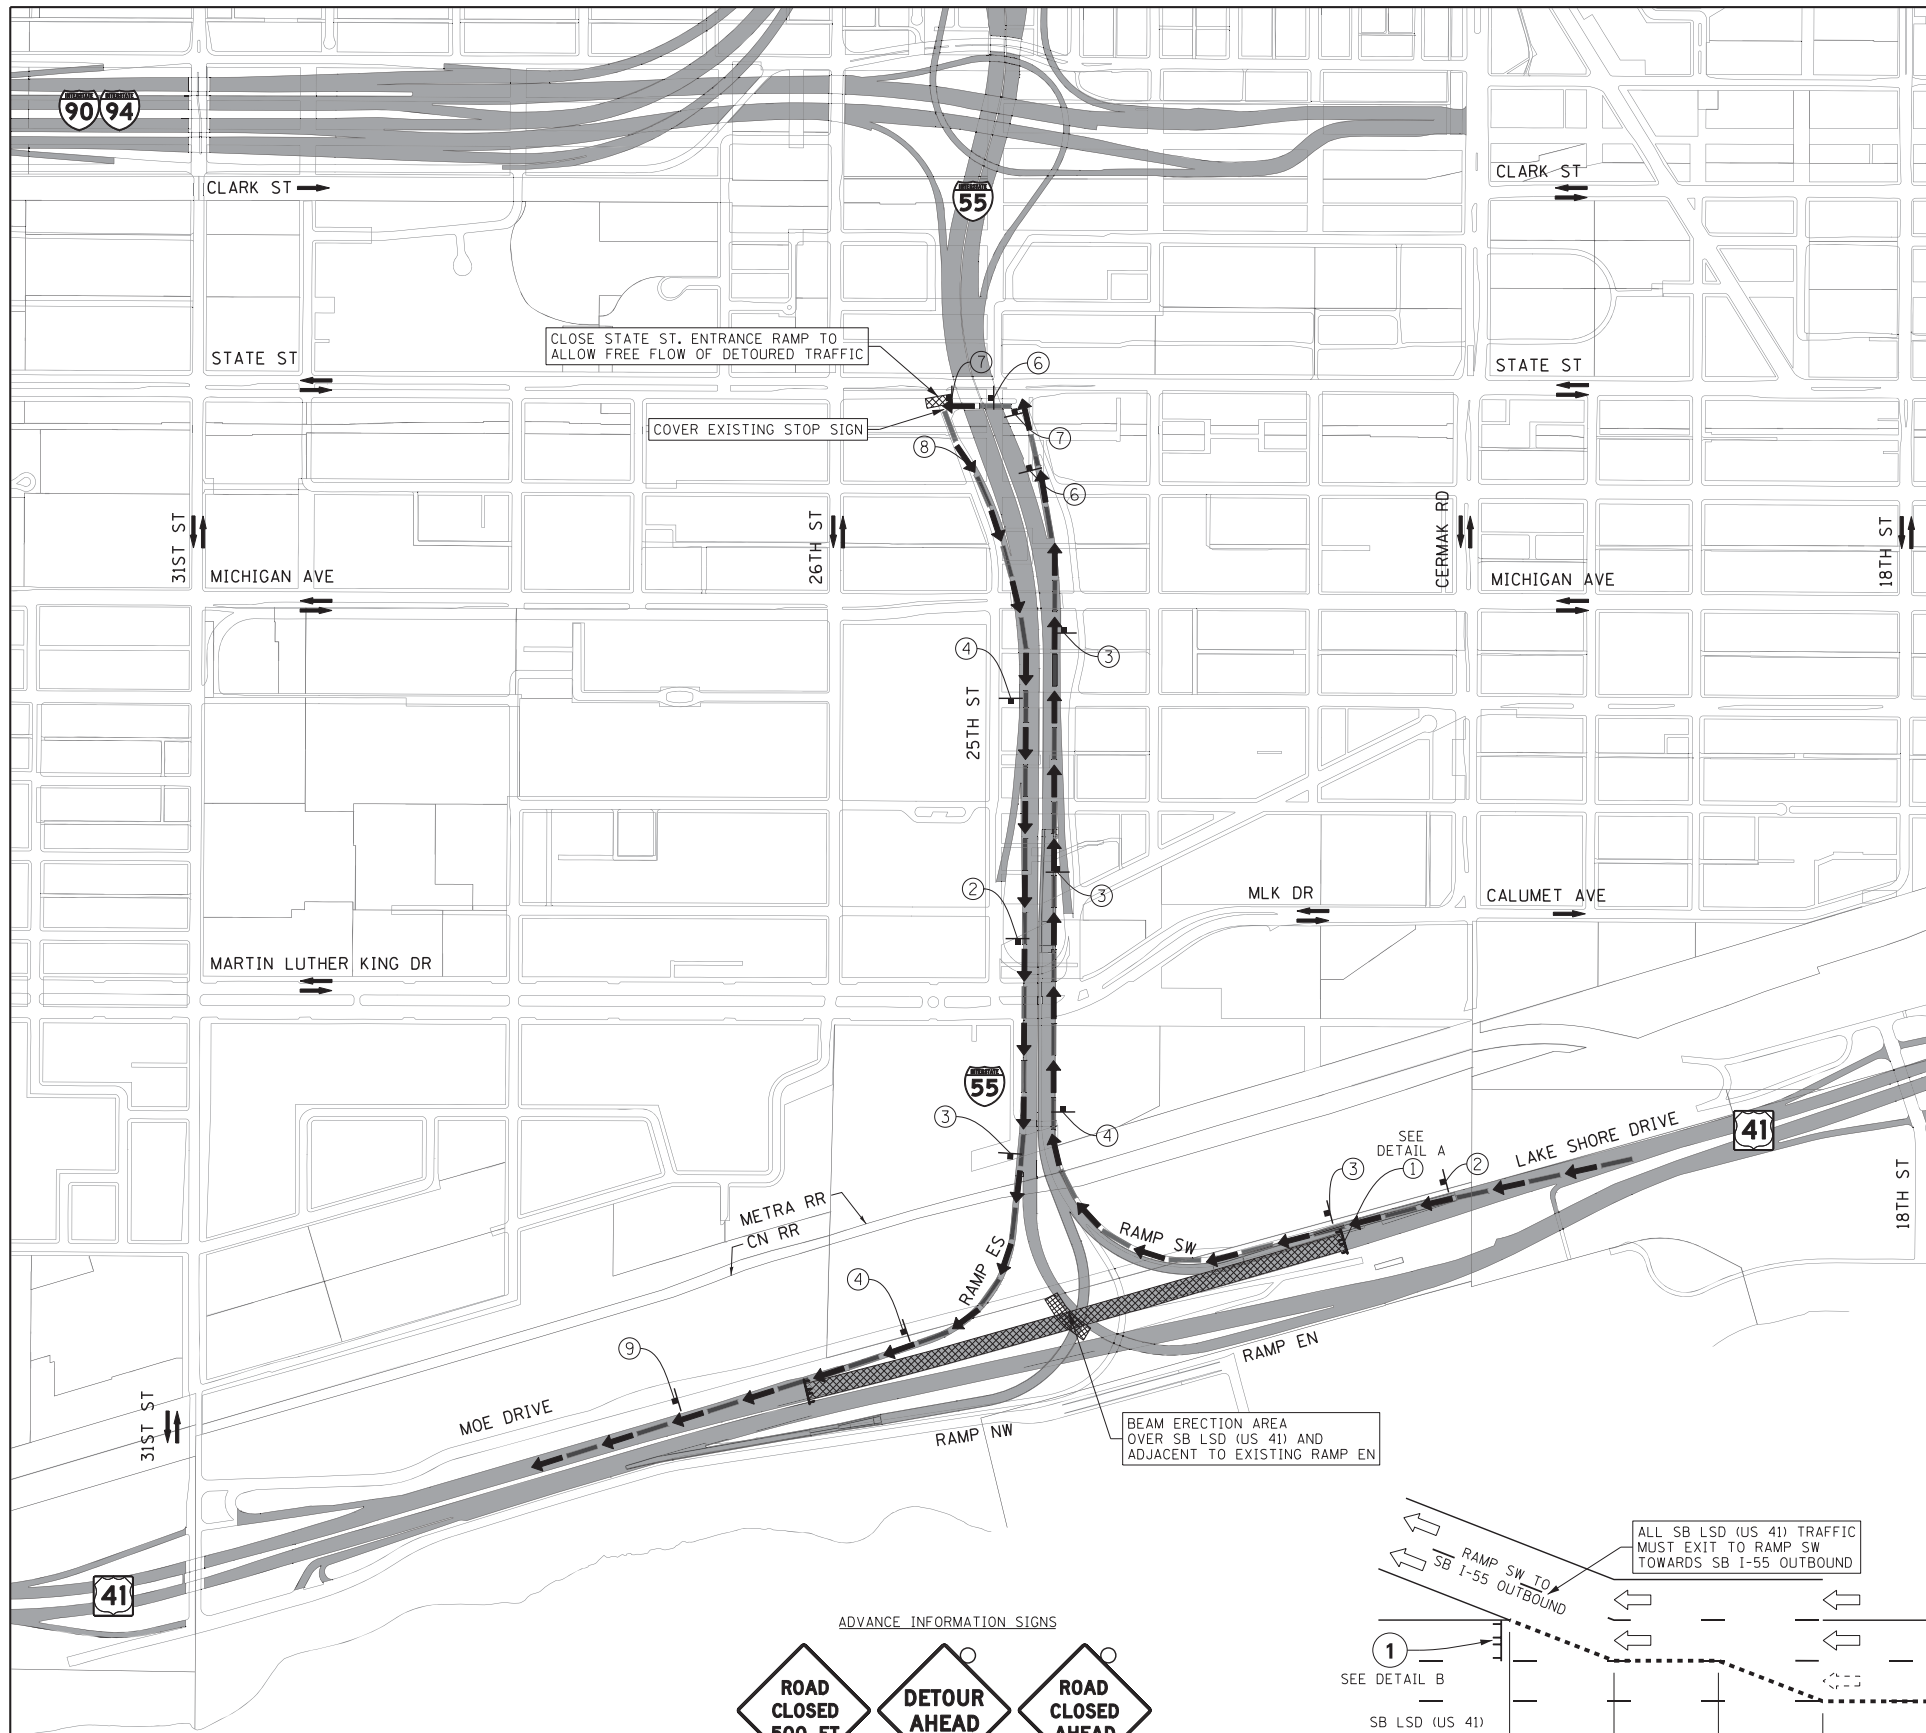 INTERSTATE
90
INTERSTATE
94
CLARK ST
CLARK ST
INTERSTATE
55
CLOSE STATE ST. ENTRANCE RAMP TO
ALLOW FREE FLOW OF DETOURED TRAFFIC
STATE ST
STATE ST
7
6
COVER EXISTING STOP SIGN
7
8
6
31ST ST
26TH ST
CERMAK RD
18TH ST
MICHIGAN AVE
MICHIGAN AVE
4
3
25TH ST
2
3
MLK DR
CALUMET AVE
MARTIN LUTHER KING DR
INTERSTATE
55
3
4
SEE
DETAIL A
LAKE SHORE DRIVE
41
3
1
2
METRA RR
CN RR
RAMP SW
RAMP ES
18TH ST
4
9
RAMP EN
MOE DRIVE
31ST ST
RAMP NW
BEAM ERECTION AREA
OVER SB LSD (US 41) AND
ADJACENT TO EXISTING RAMP EN
41
ALL SB LSD (US 41) TRAFFIC
MUST EXIT TO RAMP SW
TOWARDS SB I-55 OUTBOUND
RAMP SW TO
SB I-55 OUTBOUND
1
SEE DETAIL B
SB LSD (US 41)
ADVANCE INFORMATION SIGNS
ROAD
CLOSED
500 FT
DETOUR
AHEAD
ROAD
CLOSED
AHEAD